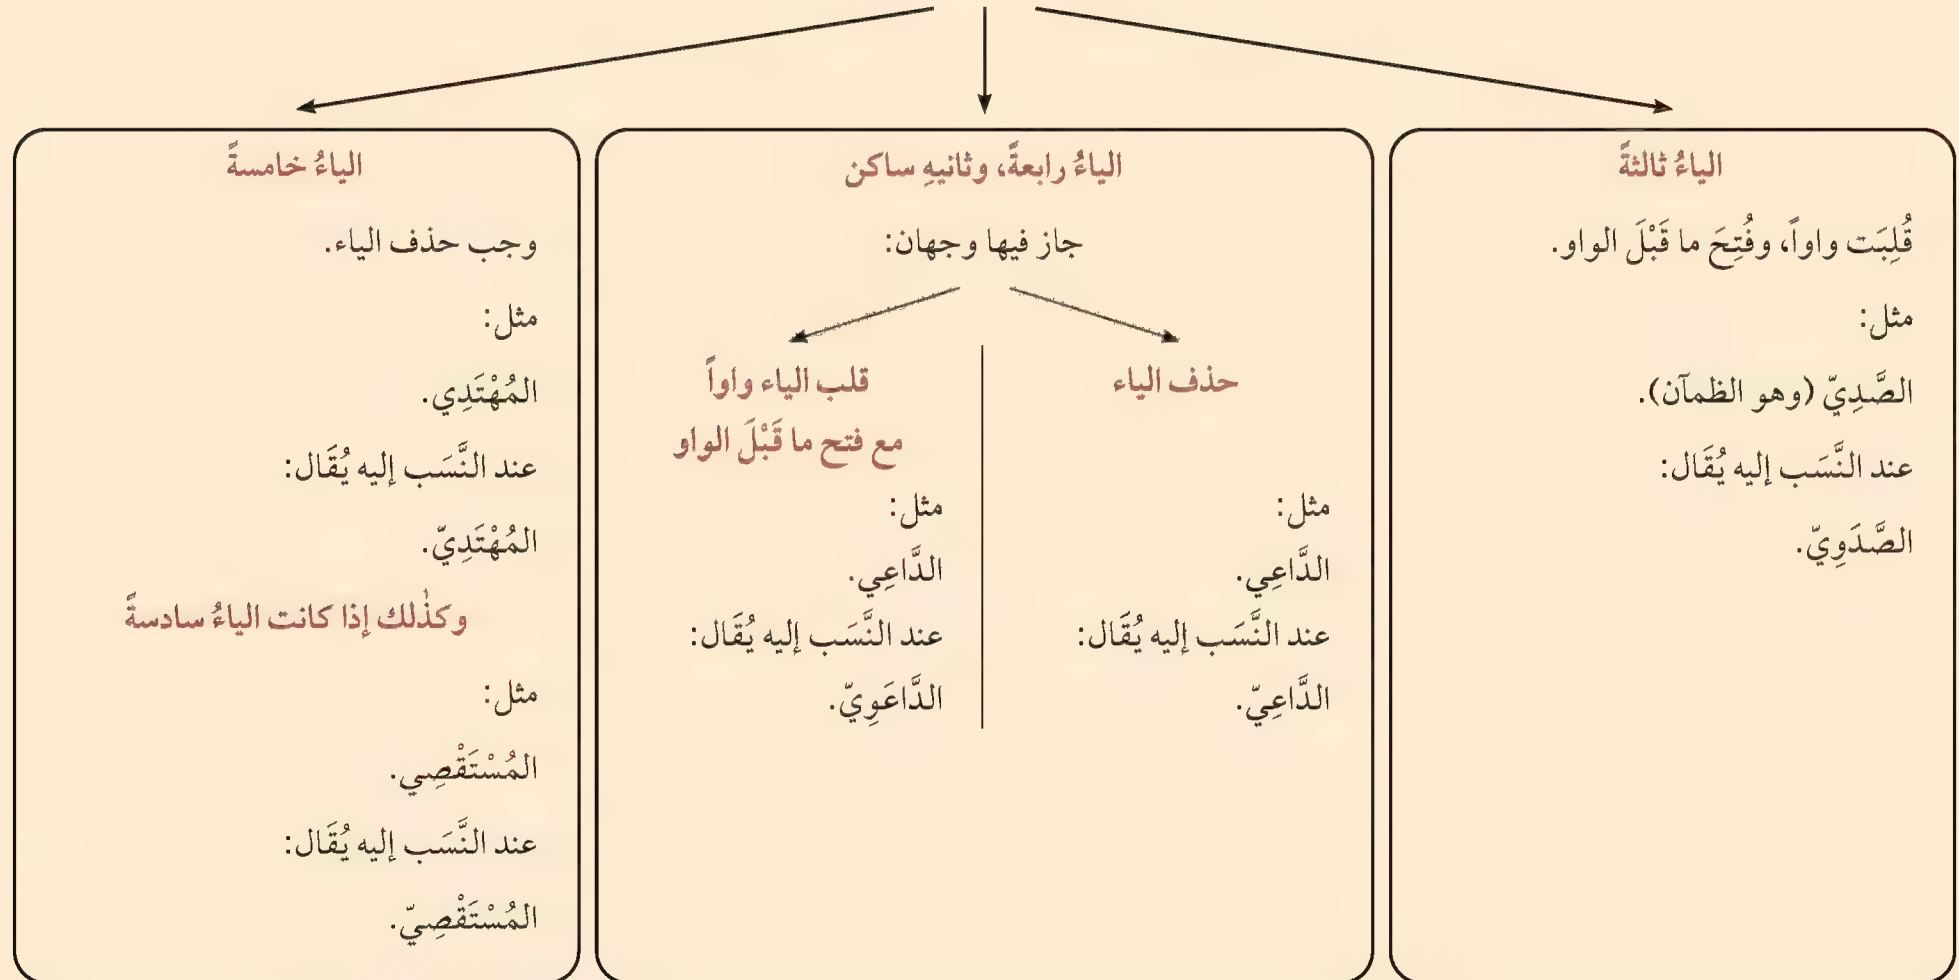 الياءُ ثالثةً
قُلِبَت واواً، وفُتِحَ ما قَبْلَ الواو.
مثل:
الصَّدِيّ (وهو الظمآن).
عند النَّسَب إليه يُقَال:
الصَّدَوِيّ.
الياءُ رابعةً، وثانيهِ ساكن
جاز فيها وجهان:
حذف الياء
مثل:
الدَّاعِي.
عند النَّسَب إليه يُقَال:
الدَّاعِيّ.
قلب الياء واواً
مع فتح ما قَبْلَ الواو
مثل:
الدَّاعِي.
عند النَّسَب إليه يُقَال:
الدَّاعَوِيّ.
الياءُ خامسةً
وجب حذف الياء.
مثل:
المُهْتَدِي.
عند النَّسَب إليه يُقَال:
المُهْتَدِيّ.
وكذٰلك إذا كانت الياءُ سادسةً
مثل:
المُسْتَقْصِي.
عند النَّسَب إليه يُقَال:
المُسْتَقْصِيّ.